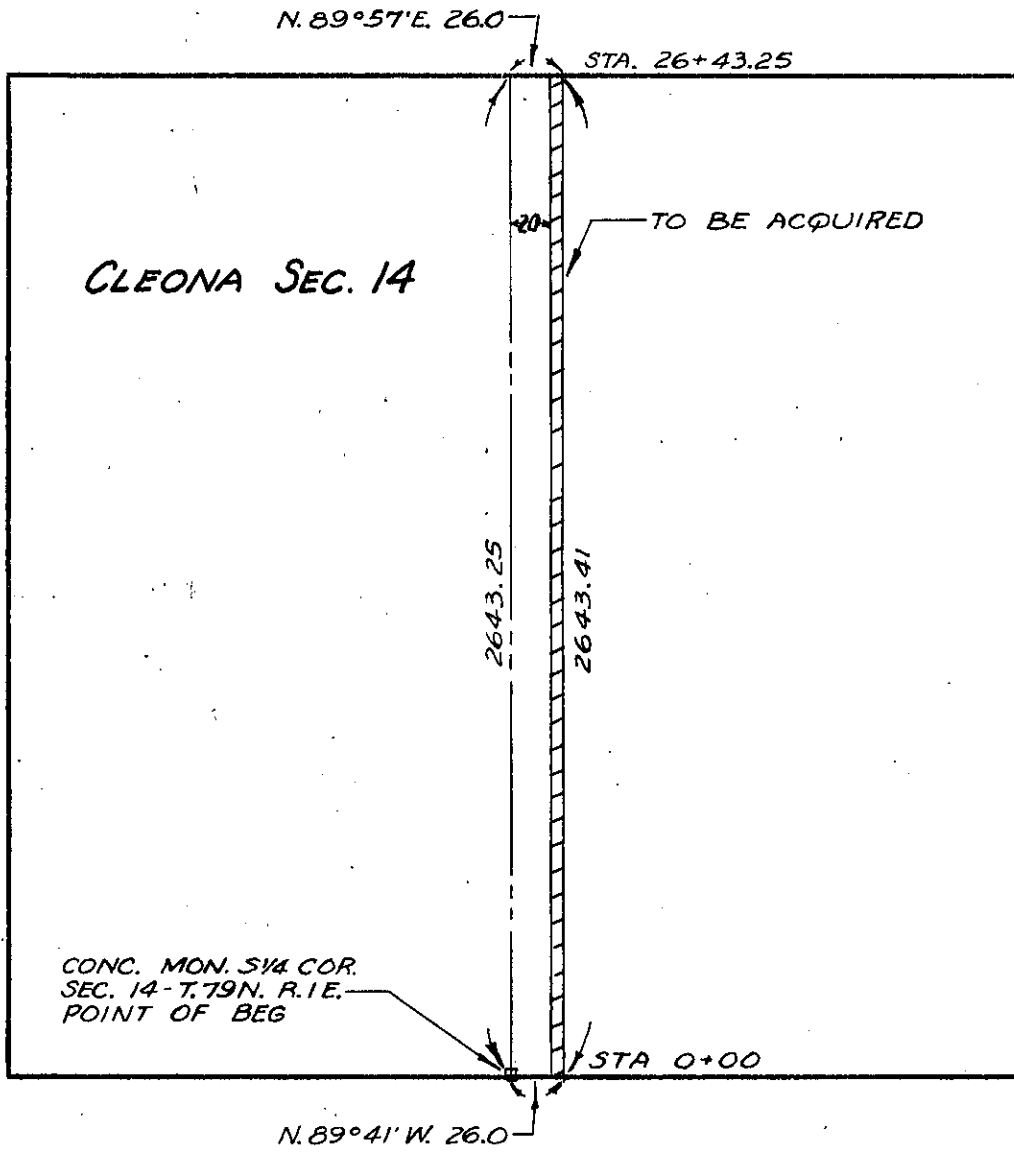 N. 89°57'E. 26.0
STA. 26+43.25
20
TO BE ACQUIRED
CLEONA SEC. 14
2643.25
2643.41
CONC. MON. S1/4 COR.
SEC. 14 - T. 79N. R. 1E.
POINT OF BEG
STA 0+00
N. 89°41' W. 26.0